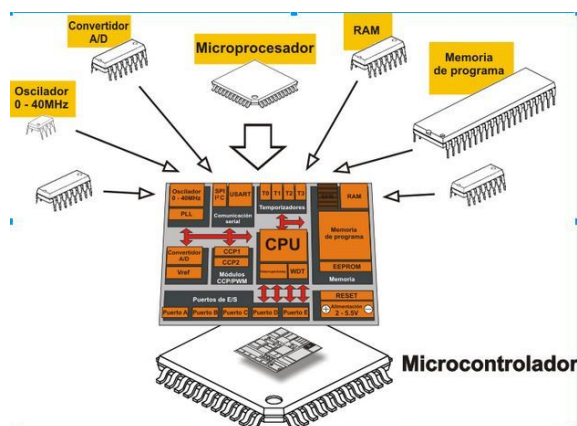 Convertidor
A/D
Microprocesador
RAM
Memoria
de programa
Oscilador
0 - 40MHz
Oscilador
0 - 40MHz
PLL
SPI
I²C
USART
Comunicación
serial
T0 T1 T2 T3
Temporizadores
RAM
Memoria
de programa
EEPROM
Memoria
Convertidor
A/D
Vref
CCP1
CCP2
Módulos
CCP/PWM
CPU
WDT
Puertos de E/S
Puerto A Puerto B Puerto C Puerto D Puerto E
RESET
Alimentación
2 - 5.5V
Microcontrolador